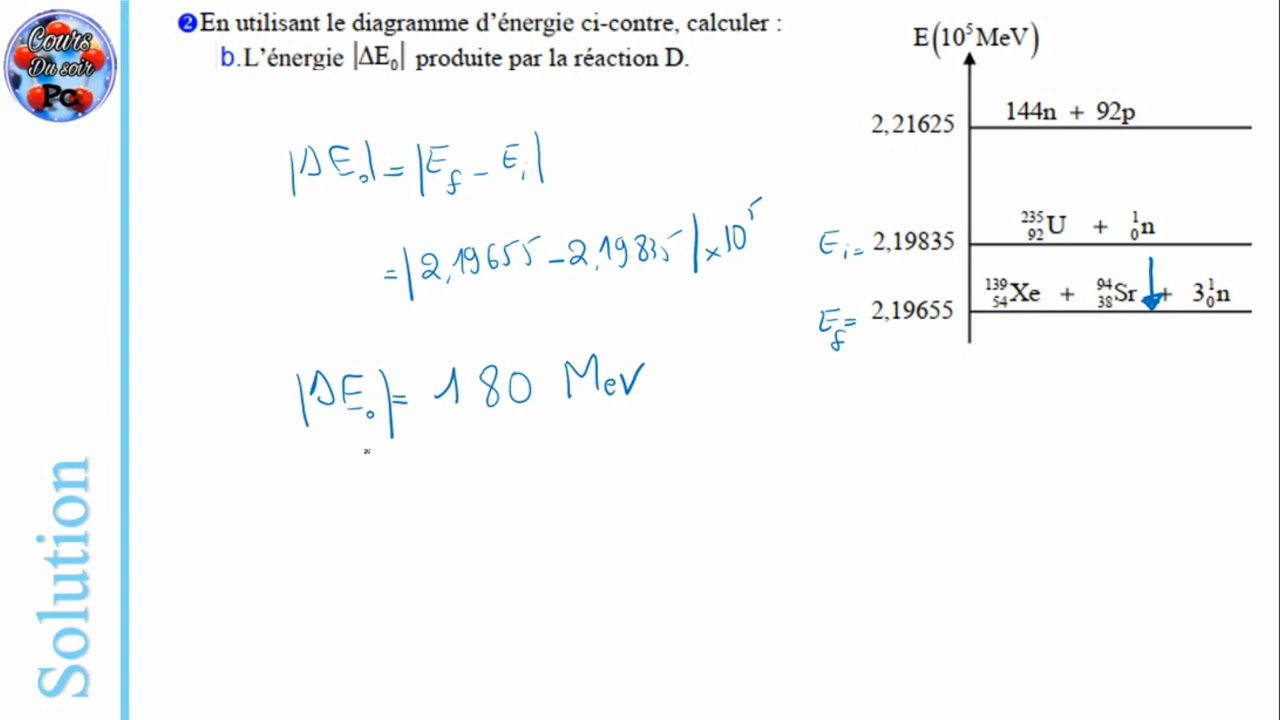 Cours
Du soir
PC
❷En utilisant le diagramme d’énergie ci-contre, calculer :
b.L’énergie |ΔE₀| produite par la réaction D.
|ΔE₀| = |E_f - E_i|
= |2,19655 - 2,19835| × 10⁵
|ΔE₀| = 180 MeV
E(10⁵MeV)
2,21625 144n + 92p
E_i = 2,19835 ²³⁵₉₂U + ¹₀n
E_f = 2,19655 ¹³⁹₅₄Xe + ⁹⁴₃₈Sr + 3¹₀n
Solution